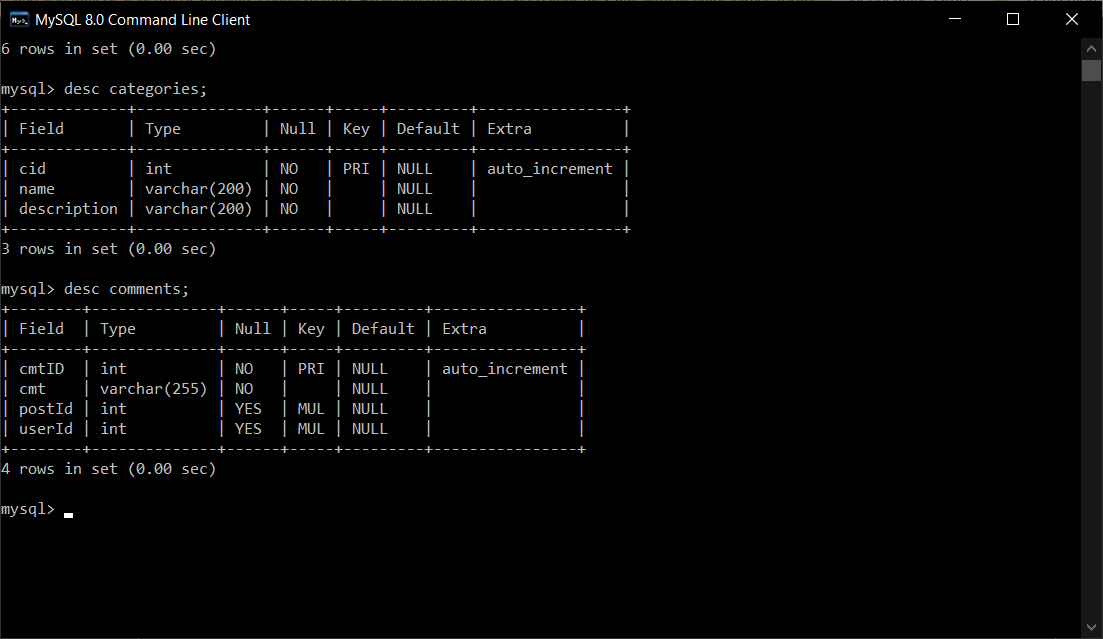 MySQL 8.0 Command Line Client
6 rows in set (0.00 sec)
mysql> desc categories;
+-------------+--------------+------+-----+---------+----------------+
| Field       | Type         | Null | Key | Default | Extra          |
+-------------+--------------+------+-----+---------+----------------+
| cid         | int          | NO   | PRI | NULL    | auto_increment |
| name        | varchar(200) | NO   |     | NULL    |                |
| description | varchar(200) | NO   |     | NULL    |                |
+-------------+--------------+------+-----+---------+----------------+
3 rows in set (0.00 sec)
mysql> desc comments;
+--------+--------------+------+-----+---------+----------------+
| Field  | Type         | Null | Key | Default | Extra          |
+--------+--------------+------+-----+---------+----------------+
| cmtID  | int          | NO   | PRI | NULL    | auto_increment |
| cmt    | varchar(255) | NO   |     | NULL    |                |
| postId | int          | YES  | MUL | NULL    |                |
| userId | int          | YES  | MUL | NULL    |                |
+--------+--------------+------+-----+---------+----------------+
4 rows in set (0.00 sec)
mysql>